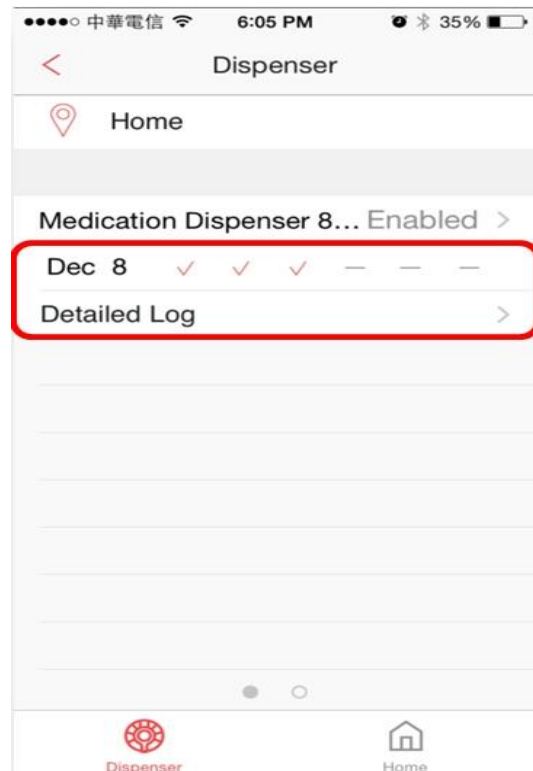 中華電信 6:05 PM 35%
Dispenser
Home
Medication Dispenser 8... Enabled >
Dec 8 ✓ ✓ ✓ — — —
Detailed Log >
Dispenser Home